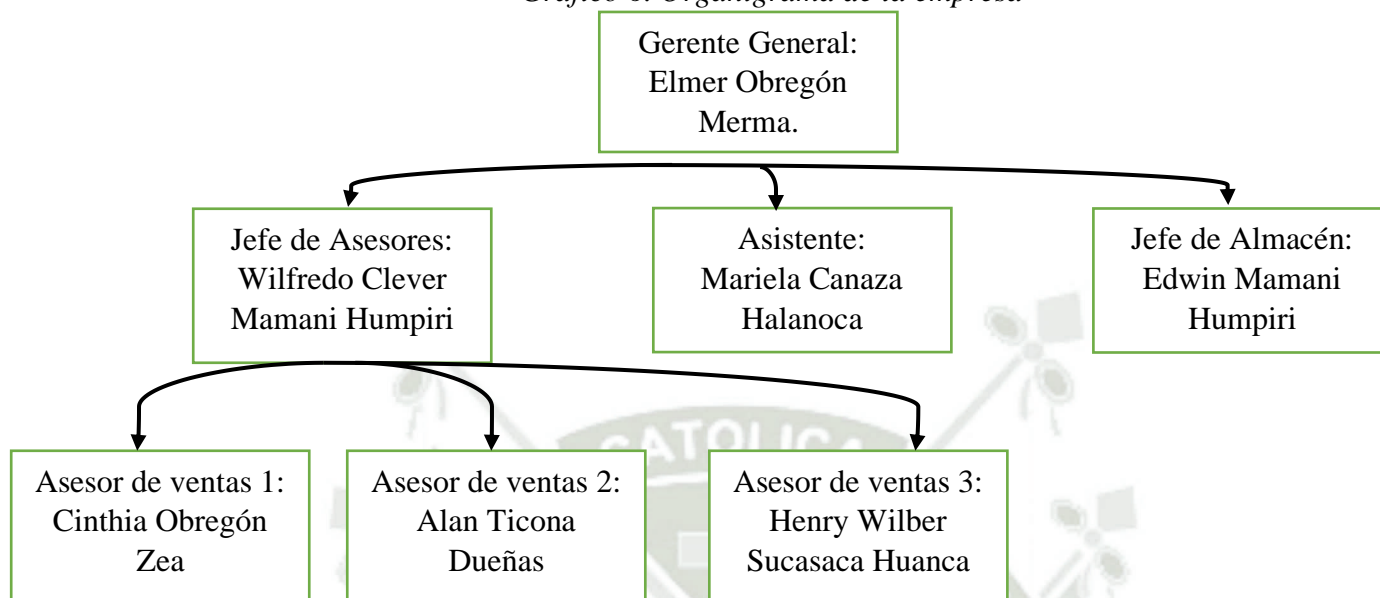 Organigrama de la empresa
Gerente General:
Elmer Obregón
Merma.
Jefe de Asesores:
Wilfredo Clever
Mamani Humpiri
Asistente:
Mariela Canaza
Halanoca
Jefe de Almacén:
Edwin Mamani
Humpiri
CATOLICA
Asesor de ventas 1:
Cinthia Obregón
Zea
Asesor de ventas 2:
Alan Ticona
Dueñas
Asesor de ventas 3:
Henry Wilber
Sucasaca Huanca